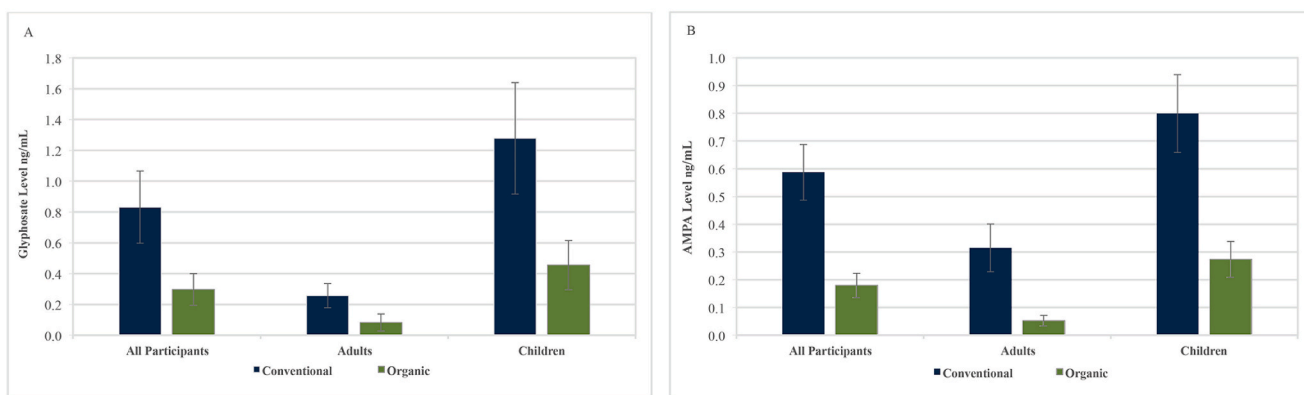 A
Glyphosate Level ng/mL
1.8
1.6
1.4
1.2
1.0
0.8
0.6
0.4
0.2
0.0
All Participants Adults Children
Conventional Organic
B
AMPA Level ng/mL
1.0
0.9
0.8
0.7
0.6
0.5
0.4
0.3
0.2
0.1
0.0
All Participants Adults Children
Conventional Organic